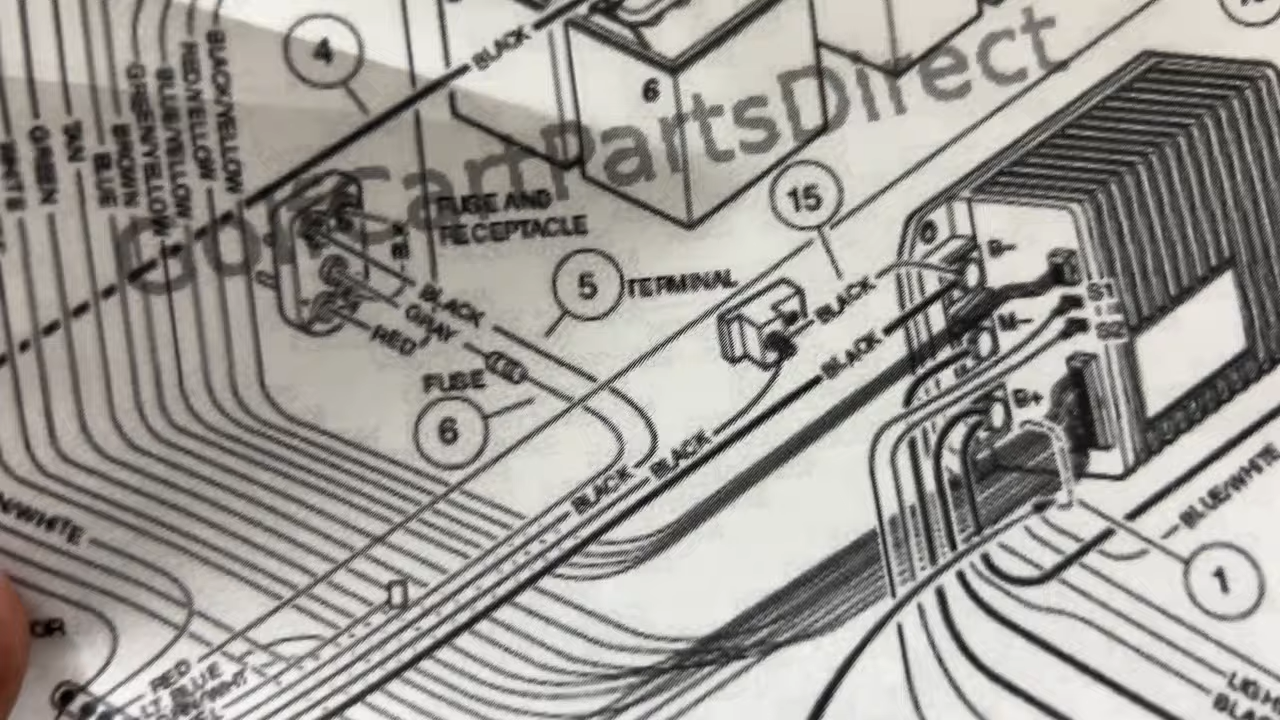 4
BLACK
6
GolfCartPartsDirect
WHITE
GREEN
TAN
BLUE
BROWN
GREEN/YELLOW
BLUE/YELLOW
RED/YELLOW
BLACK/YELLOW
FUSE AND
RECEPTACLE
15
5
TERMINAL
BLACK
GRAY
RED
FUSE
6
BLACK
BLACK
B-
M-
B+
S1
S2
BLACK
BLACK
BLUE/WHITE
1
RED
LT BLUE